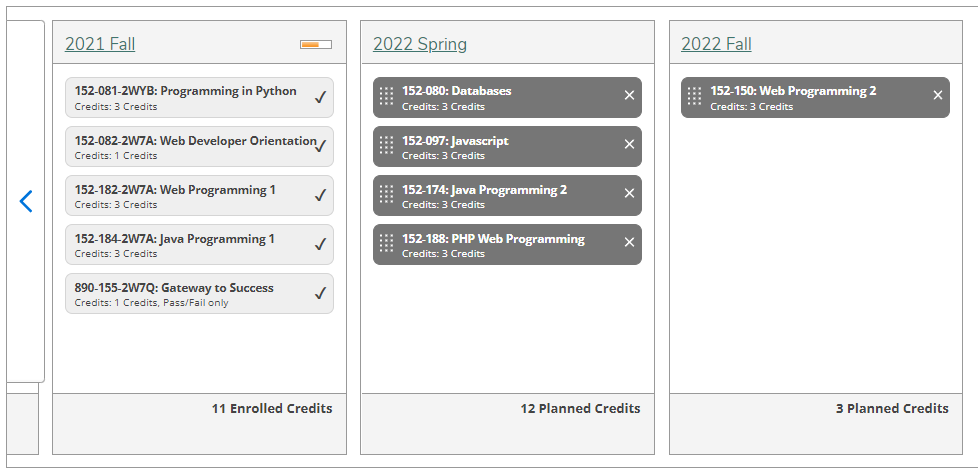 2021 Fall
152-081-2WYB: Programming in Python
Credits: 3 Credits
152-082-2W7A: Web Developer Orientation
Credits: 1 Credits
152-182-2W7A: Web Programming 1
Credits: 3 Credits
152-184-2W7A: Java Programming 1
Credits: 3 Credits
890-155-2W7Q: Gateway to Success
Credits: 1 Credits, Pass/Fail only
11 Enrolled Credits
2022 Spring
152-080: Databases
Credits: 3 Credits
152-097: Javascript
Credits: 3 Credits
152-174: Java Programming 2
Credits: 3 Credits
152-188: PHP Web Programming
Credits: 3 Credits
12 Planned Credits
2022 Fall
152-150: Web Programming 2
Credits: 3 Credits
3 Planned Credits